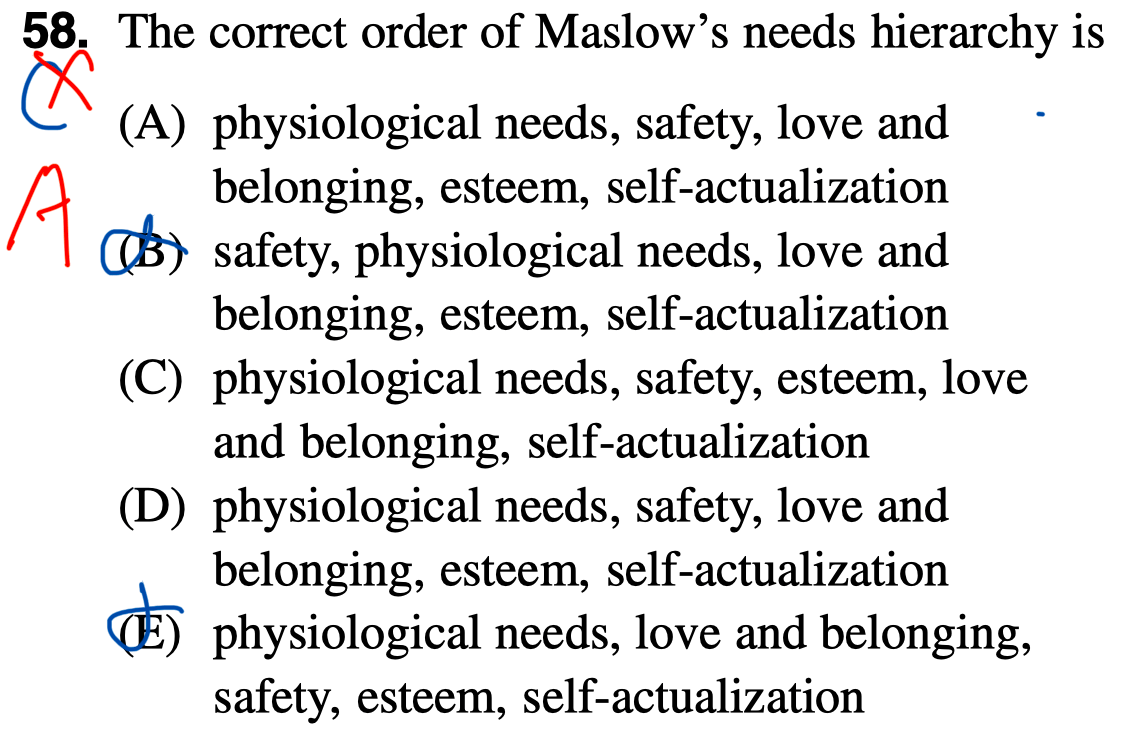 58. The correct order of Maslow's needs hierarchy is
C
(A) physiological needs, safety, love and
belonging, esteem, self-actualization
A
(B) safety, physiological needs, love and
belonging, esteem, self-actualization
(C) physiological needs, safety, esteem, love
and belonging, self-actualization
(D) physiological needs, safety, love and
belonging, esteem, self-actualization
(E) physiological needs, love and belonging,
safety, esteem, self-actualization